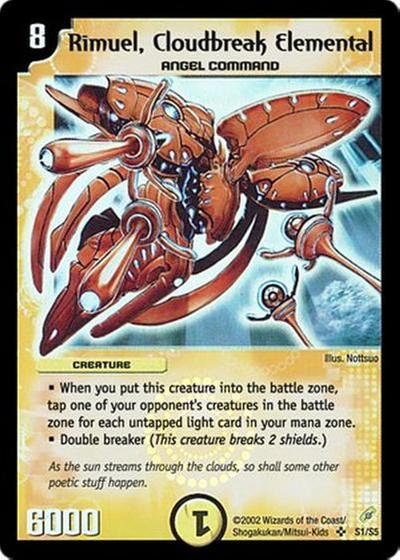 8 Rimuel, Cloudbreak Elemental
ANGEL COMMAND
Illus. Nottsuo
CREATURE
▪ When you put this creature into the battle zone,
tap one of your opponent's creatures in the battle
zone for each untapped light card in your mana zone.
▪ Double breaker (This creature breaks 2 shields.)
As the sun streams through the clouds, so shall some other
poetic stuff happen.
6000
1
©2002 Wizards of the Coast/
Shogakukan/Mitsui-Kids S1/S5